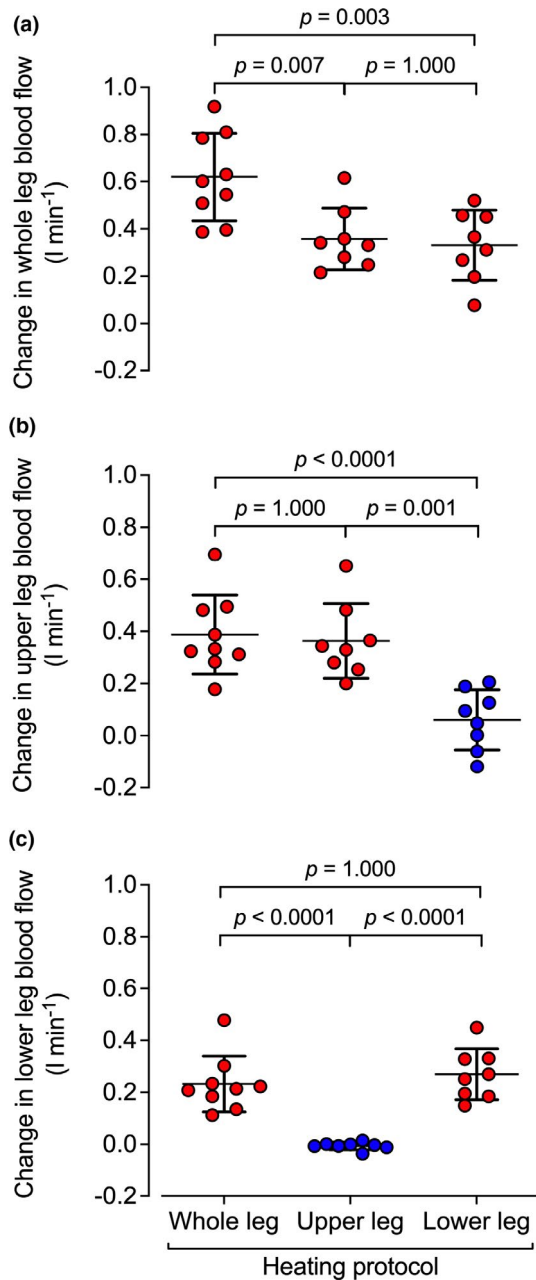 (a)
p = 0.003
p = 0.007
p = 1.000
Change in whole leg blood flow
(l min⁻¹)
1.0
0.8
0.6
0.4
0.2
0.0
-0.2
(b)
p < 0.0001
p = 1.000
p = 0.001
Change in upper leg blood flow
(l min⁻¹)
1.0
0.8
0.6
0.4
0.2
0.0
-0.2
(c)
p = 1.000
p < 0.0001
p < 0.0001
Change in lower leg blood flow
(l min⁻¹)
1.0
0.8
0.6
0.4
0.2
0.0
-0.2
Whole leg Upper leg Lower leg
Heating protocol